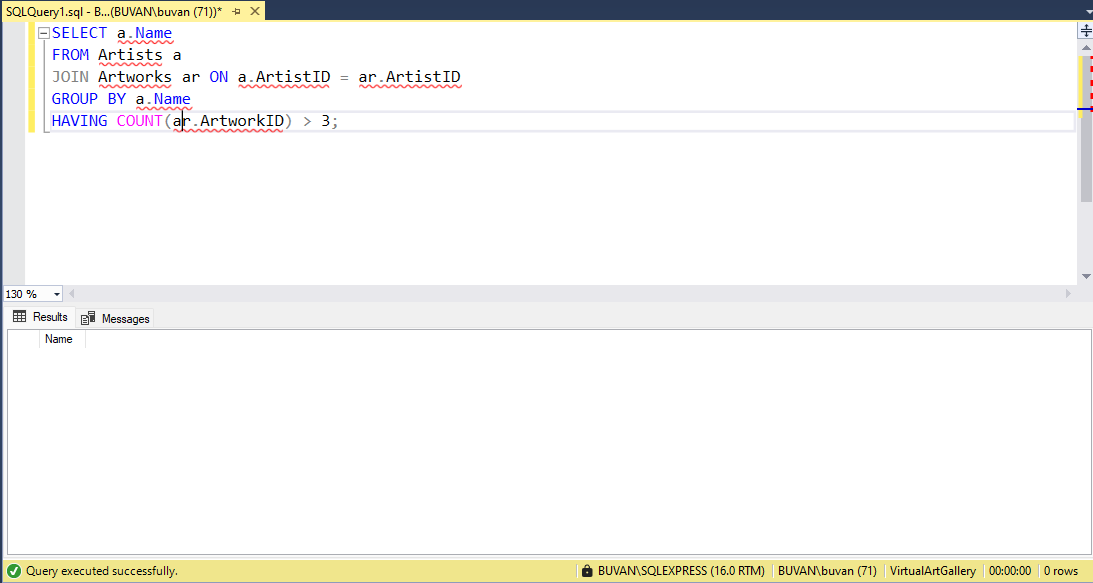 SQLQuery1.sql - B...(BUVAN\buvan (71))*
SELECT a.Name
FROM Artists a
JOIN Artworks ar ON a.ArtistID = ar.ArtistID
GROUP BY a.Name
HAVING COUNT(ar.ArtworkID) > 3;
130 %
Results Messages
Name
Query executed successfully. BUVAN\SQLEXPRESS (16.0 RTM) BUVAN\buvan (71) VirtualArtGallery 00:00:00 0 rows